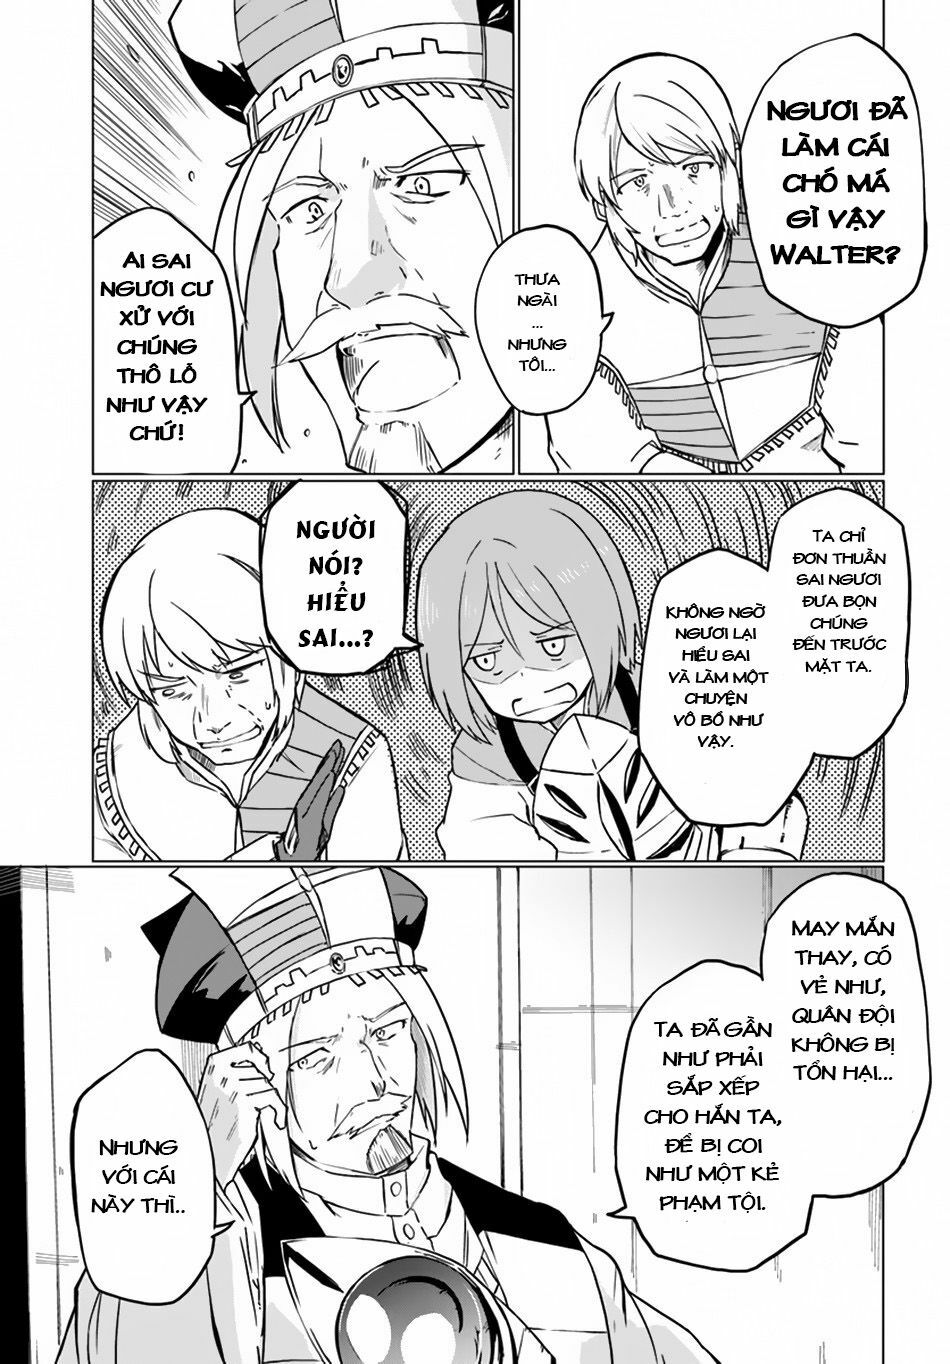 NGƯƠI ĐÃ
LÀM CÁI
CHÓ MÁ
GÌ VẬY
WALTER?
THƯA
NGÀI
...
NHƯNG
TÔI...
AI SAI
NGƯƠI CƯ
XỬ VỚI
CHÚNG
THÔ LỖ
NHƯ VẬY
CHỨ!
TA CHỈ
ĐƠN THUẦN
SAI NGƯƠI
ĐƯA BỌN
CHÚNG
ĐẾN TRƯỚC
MẶT TA.
KHÔNG NGỜ
NGƯƠI LẠI
HIỂU SAI
VÀ LÀM MỘT
CHUYỆN
VÔ BỔ NHƯ
VẬY.
NGƯỜI
NÓI?
HIỂU
SAI...?
MAY MẮN
THAY, CÓ
VẺ NHƯ,
QUÂN ĐỘI
KHÔNG BỊ
TỔN HẠI...
TA ĐÃ GẦN
NHƯ PHẢI
SẮP XẾP
CHO HẮN TA,
ĐỂ BỊ COI
NHƯ MỘT KẺ
PHẠM TỘI.
NHƯNG
VỚI CÁI
NÀY THÌ..